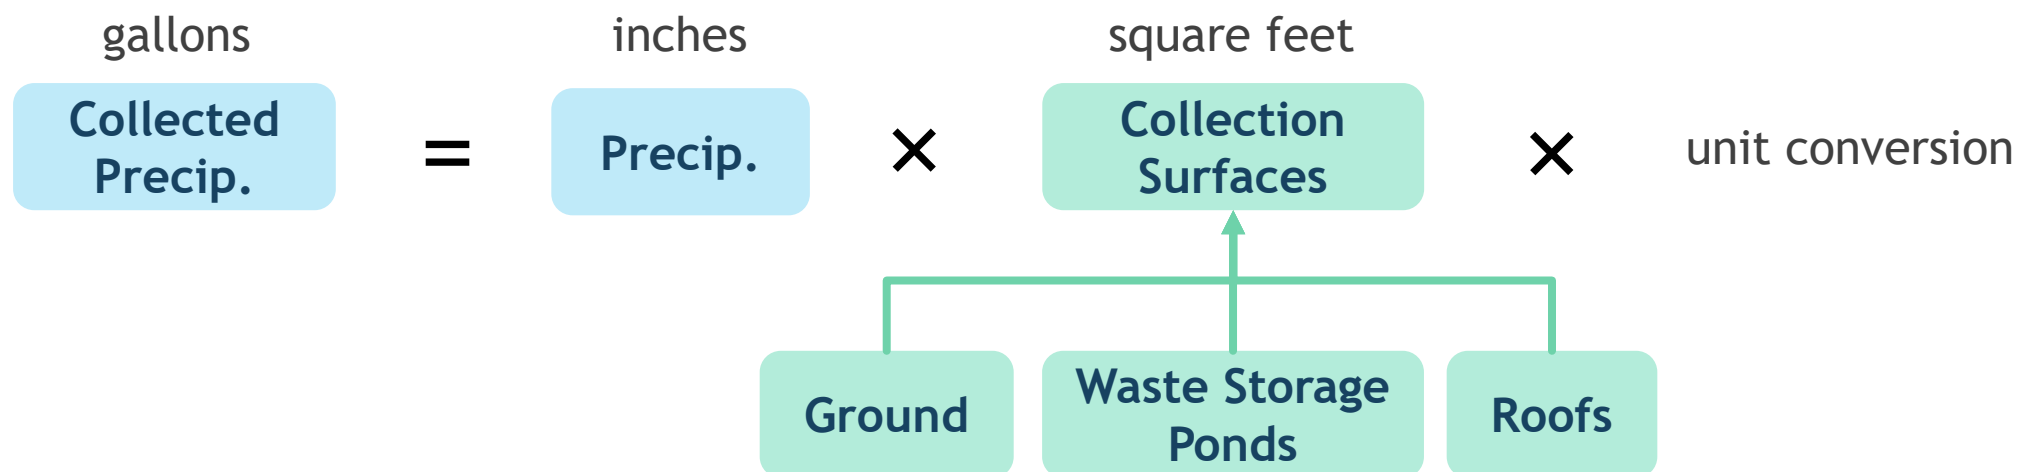 gallons
inches
square feet
Collected
Precip.
=
Precip.
×
Collection
Surfaces
×
unit conversion
Ground
Waste Storage
Ponds
Roofs